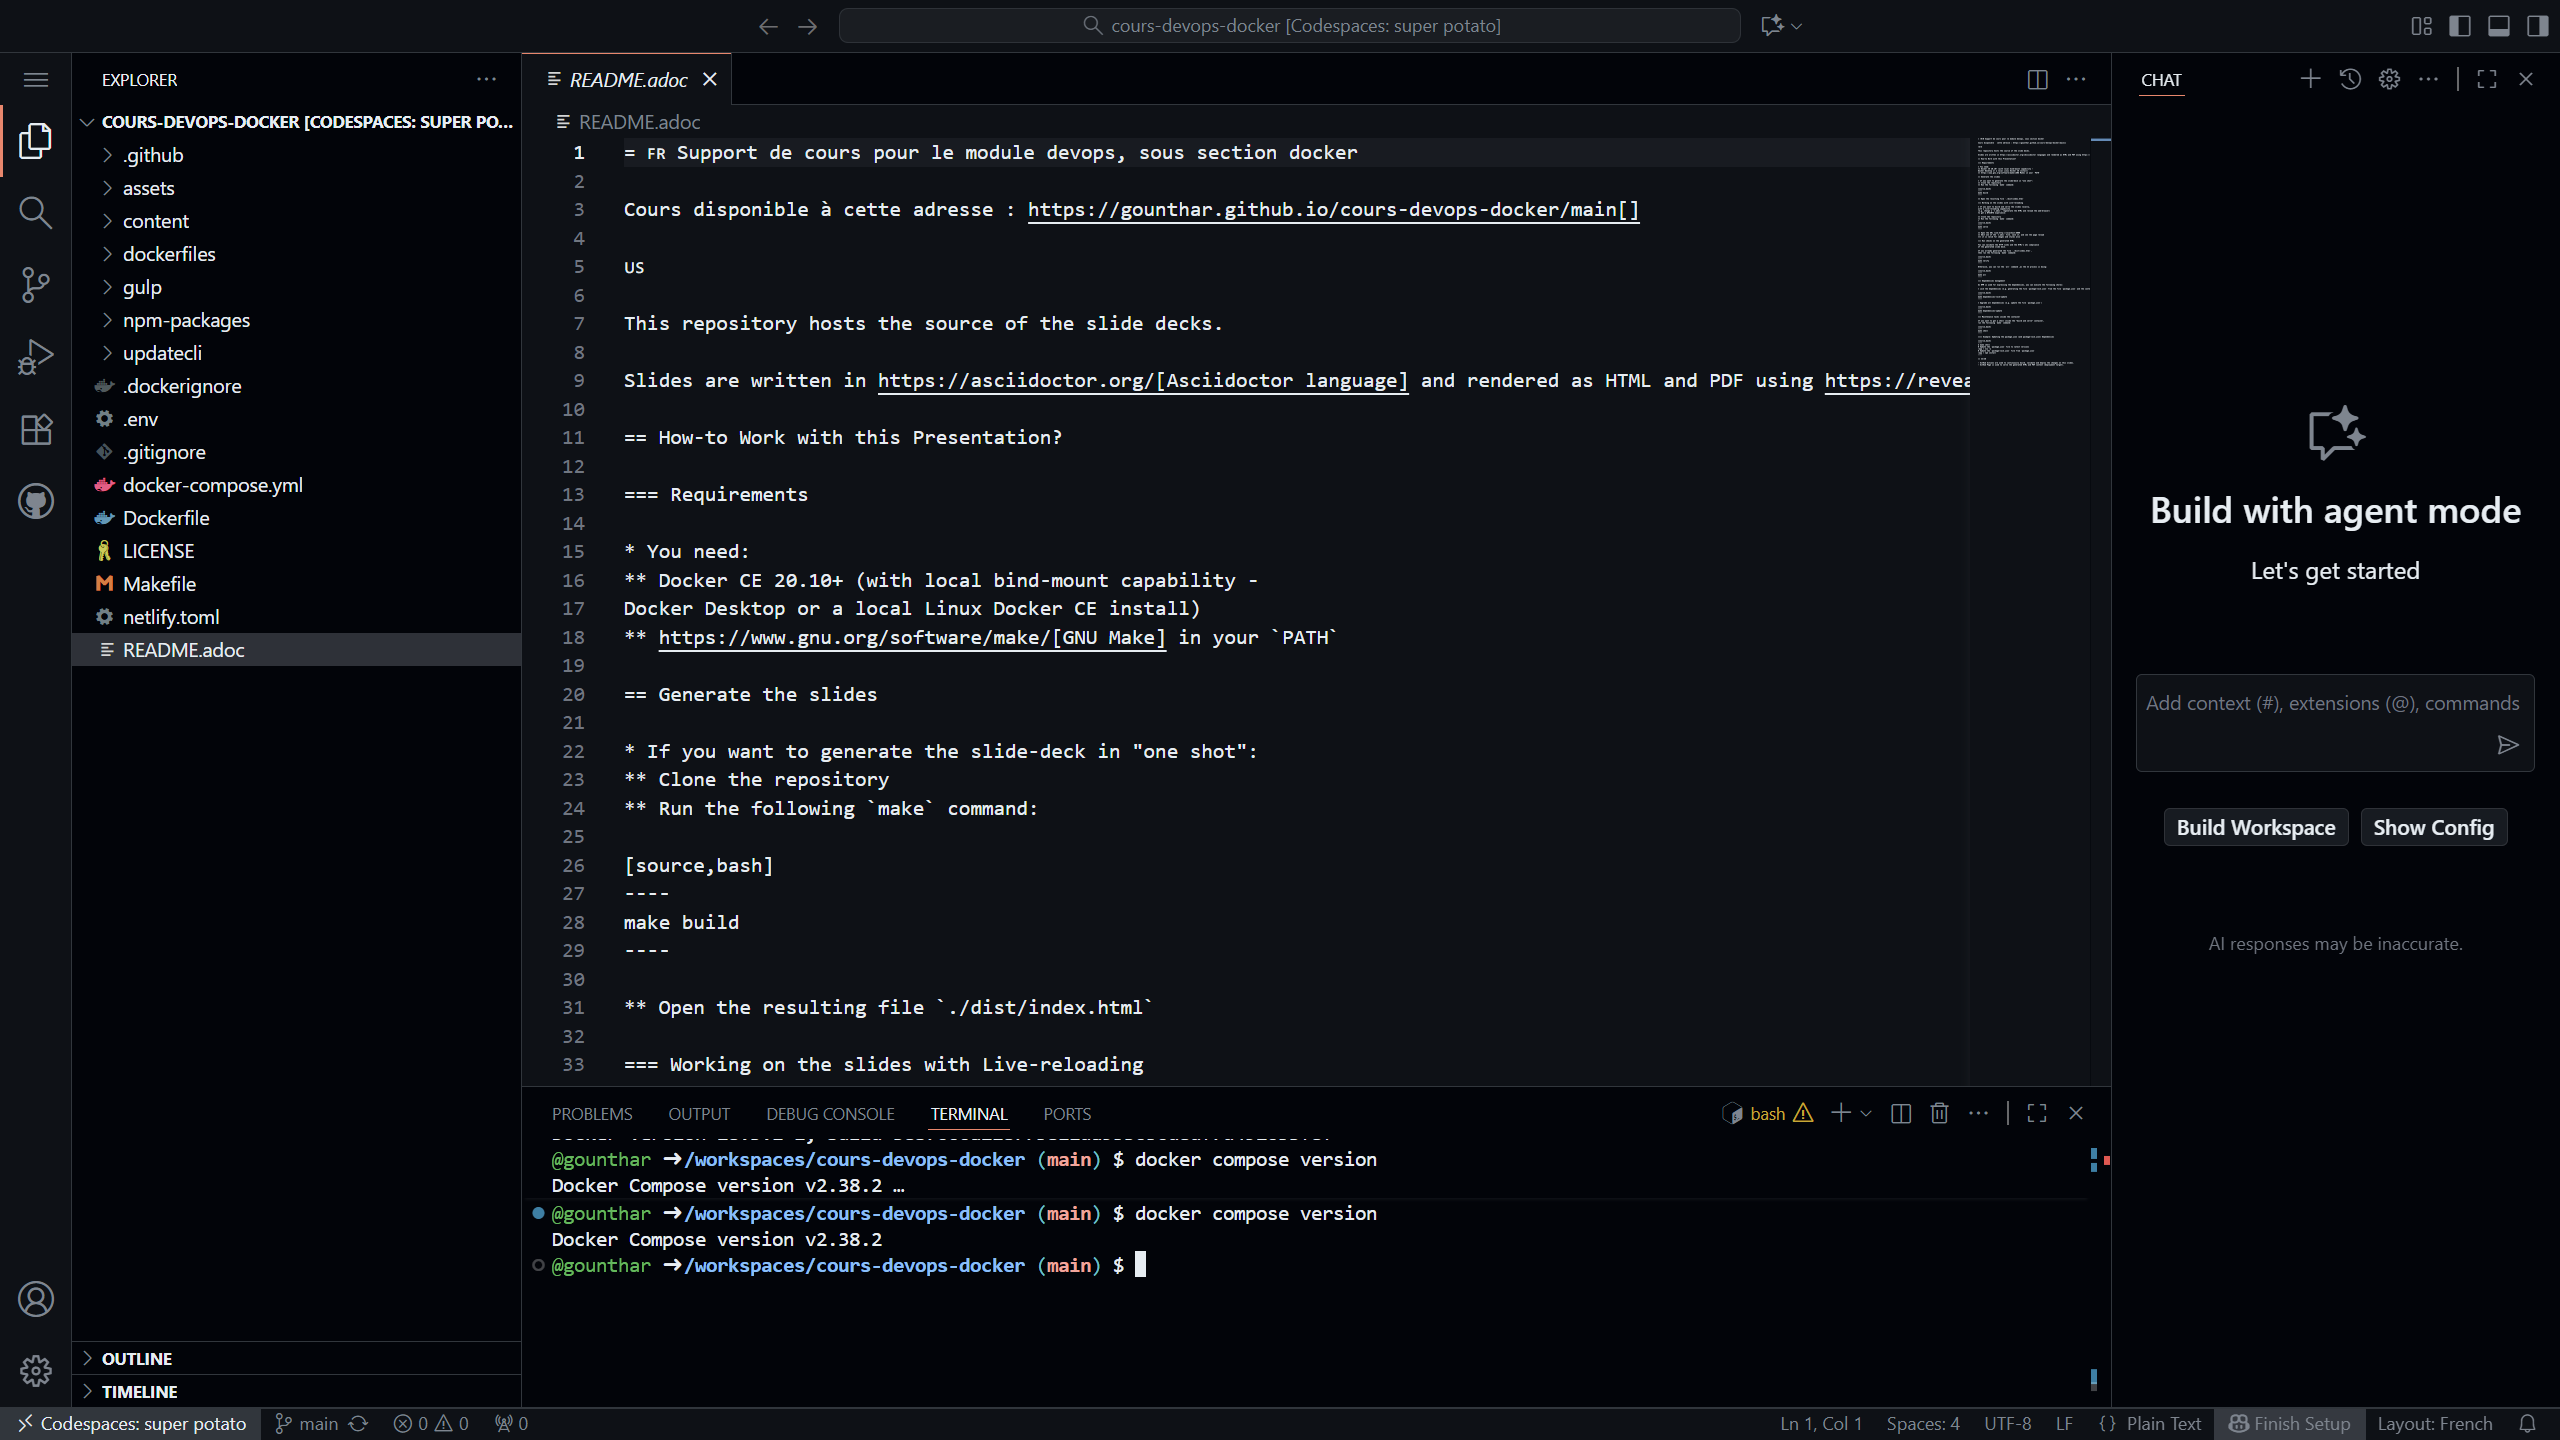 cours-devops-docker [Codespaces: super potato]
EXPLORER
COURS-DEVOPS-DOCKER [CODESPACES: SUPER PO...
.github
assets
content
dockerfiles
gulp
npm-packages
updatecli
.dockerignore
.env
.gitignore
docker-compose.yml
Dockerfile
LICENSE
Makefile
netlify.toml
README.adoc
OUTLINE
TIMELINE
README.adoc
README.adoc
1 = FR Support de cours pour le module devops, sous section docker
2
3 Cours disponible à cette adresse : https://gounthar.github.io/cours-devops-docker/main[]
4
5 us
6
7 This repository hosts the source of the slide decks.
8
9 Slides are written in https://asciidoctor.org/[Asciidoctor language] and rendered as HTML and PDF using https://revea
10
11 == How-to Work with this Presentation?
12
13 === Requirements
14
15 * You need:
16 ** Docker CE 20.10+ (with local bind-mount capability -
17 Docker Desktop or a local Linux Docker CE install)
18 ** https://www.gnu.org/software/make/[GNU Make] in your `PATH`
19
20 == Generate the slides
21
22 * If you want to generate the slide-deck in "one shot":
23 ** Clone the repository
24 ** Run the following `make` command:
25
26 [source,bash]
27 ----
28 make build
29 ----
30
31 ** Open the resulting file `./dist/index.html`
32
33 === Working on the slides with Live-reloading
PROBLEMS OUTPUT DEBUG CONSOLE TERMINAL PORTS
bash
@gounthar ➜/workspaces/cours-devops-docker (main) $ docker compose version
Docker Compose version v2.38.2 …
@gounthar ➜/workspaces/cours-devops-docker (main) $ docker compose version
Docker Compose version v2.38.2
@gounthar ➜/workspaces/cours-devops-docker (main) $
CHAT
Build with agent mode
Let's get started
Add context (#), extensions (@), commands
Build Workspace Show Config
AI responses may be inaccurate.
Codespaces: super potato main 0 0 0
Ln 1, Col 1 Spaces: 4 UTF-8 LF {} Plain Text Finish Setup Layout: French